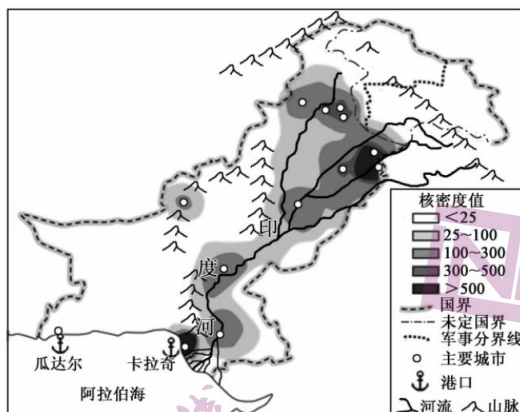 印
度
河
瓜达尔
卡拉奇
阿拉伯海
核密度值
<25
25~100
100~300
300~500
>500
国界
未定国界
军事分界线
主要城市
港口
河流
山脉